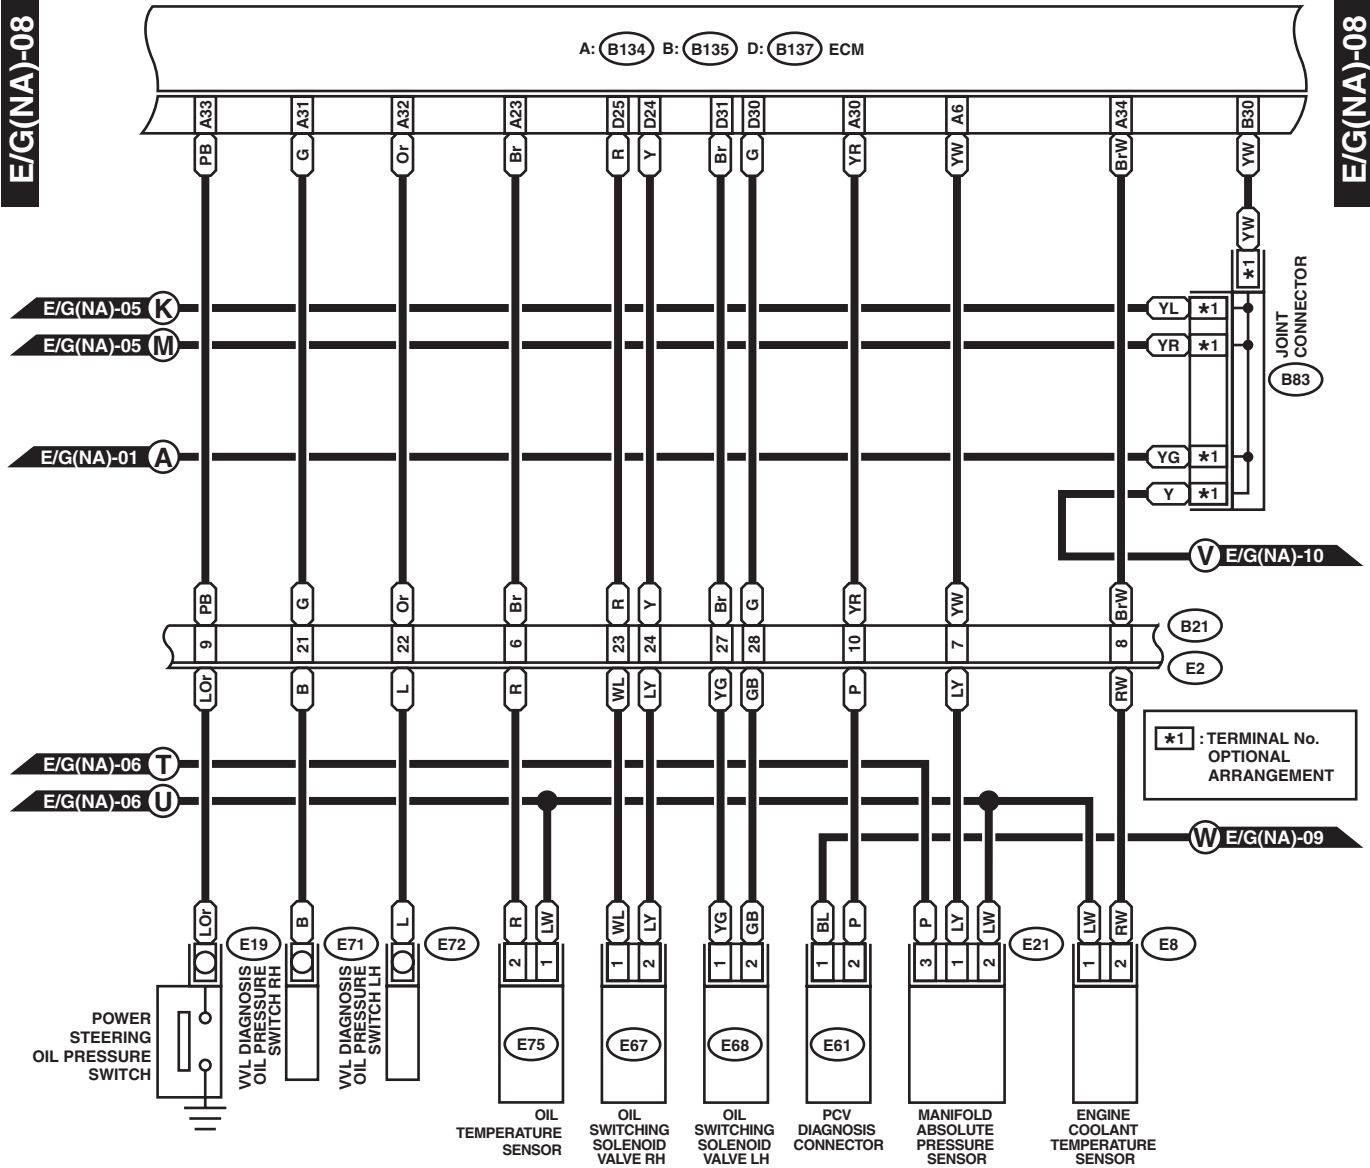 E/G(NA)-08
E/G(NA)-08
A: B134 B: B135 D: B137 ECM
A33 A31 A32 A23 D25 D24 D31 D30 A30 A6 A34 B30
PB G Or Br R Y Br G YR YW BrW YW
YW
*1
E/G(NA)-05 K YL *1
E/G(NA)-05 M YR *1
JOINT
CONNECTOR
B83
E/G(NA)-01 A YG *1
Y *1
V E/G(NA)-10
PB G Or Br R Y Br G YR YW BrW
9 21 22 6 23 24 27 28 10 7 8
B21
E2
LOr B L R WL LY YG GB P LY RW
*1 : TERMINAL No.
OPTIONAL
ARRANGEMENT
E/G(NA)-06 T
E/G(NA)-06 U
W E/G(NA)-09
LOr B L R LW WL LY YG GB BL P P LY LW LW RW
E19 E71 E72 E21 E8
2 1 1 2 1 2 1 2 3 1 2 1 2
POWER
STEERING
OIL PRESSURE
SWITCH
VVL DIAGNOSIS
OIL PRESSURE
SWITCH RH
VVL DIAGNOSIS
OIL PRESSURE
SWITCH LH
E75 E67 E68 E61
OIL
TEMPERATURE
SENSOR
OIL
SWITCHING
SOLENOID
VALVE RH
OIL
SWITCHING
SOLENOID
VALVE LH
PCV
DIAGNOSIS
CONNECTOR
MANIFOLD
ABSOLUTE
PRESSURE
SENSOR
ENGINE
COOLANT
TEMPERATURE
SENSOR